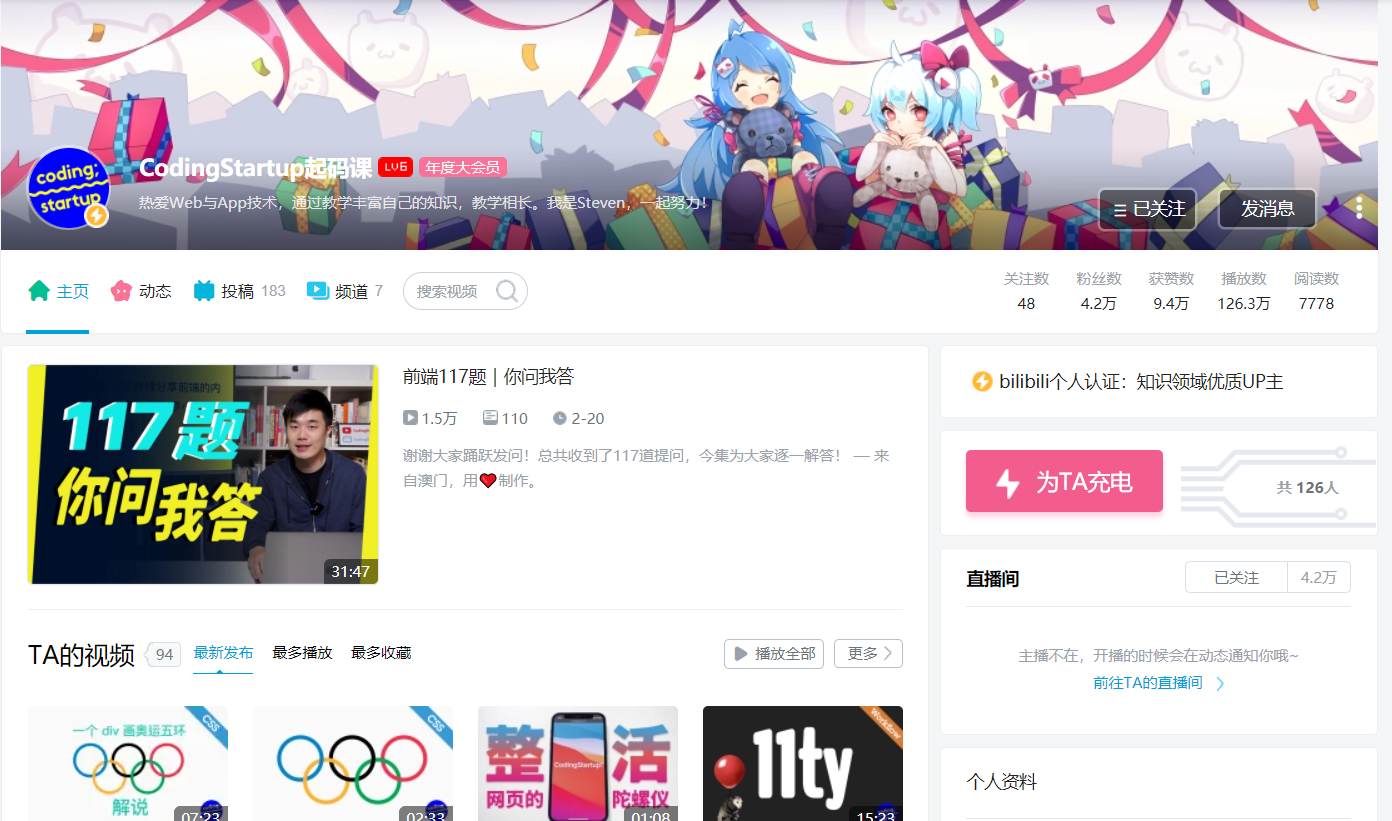 coding;
startup
CodingStartup起码课 LV6 年度大会员
热爱Web与App技术，通过教学丰富自己的知识，教学相长。我是Steven，一起努力！
已关注
发消息
主页
动态
投稿 183
频道 7
搜索视频
关注数 粉丝数 获赞数 播放数 阅读数
48 4.2万 9.4万 126.3万 7778
117题
你问我答
31:47
前端117题 | 你问我答
1.5万 110 2-20
谢谢大家踊跃发问！总共收到了117道提问，今集为大家逐一解答！ — 来
自澳门，用❤制作。
TA的视频 94 最新发布 最多播放 最多收藏
播放全部
更多
一个 div 画奥运五环
CSS
解说
07:23
CSS
02:33
整活
CodingStartup
网页的 陀螺仪
01:08
Workflow
11ty
15:23
bilibili个人认证：知识领域优质UP主
为TA充电
共 126人
直播间
已关注 4.2万
主播不在，开播的时候会在动态通知你哦~
前往TA的直播间
个人资料